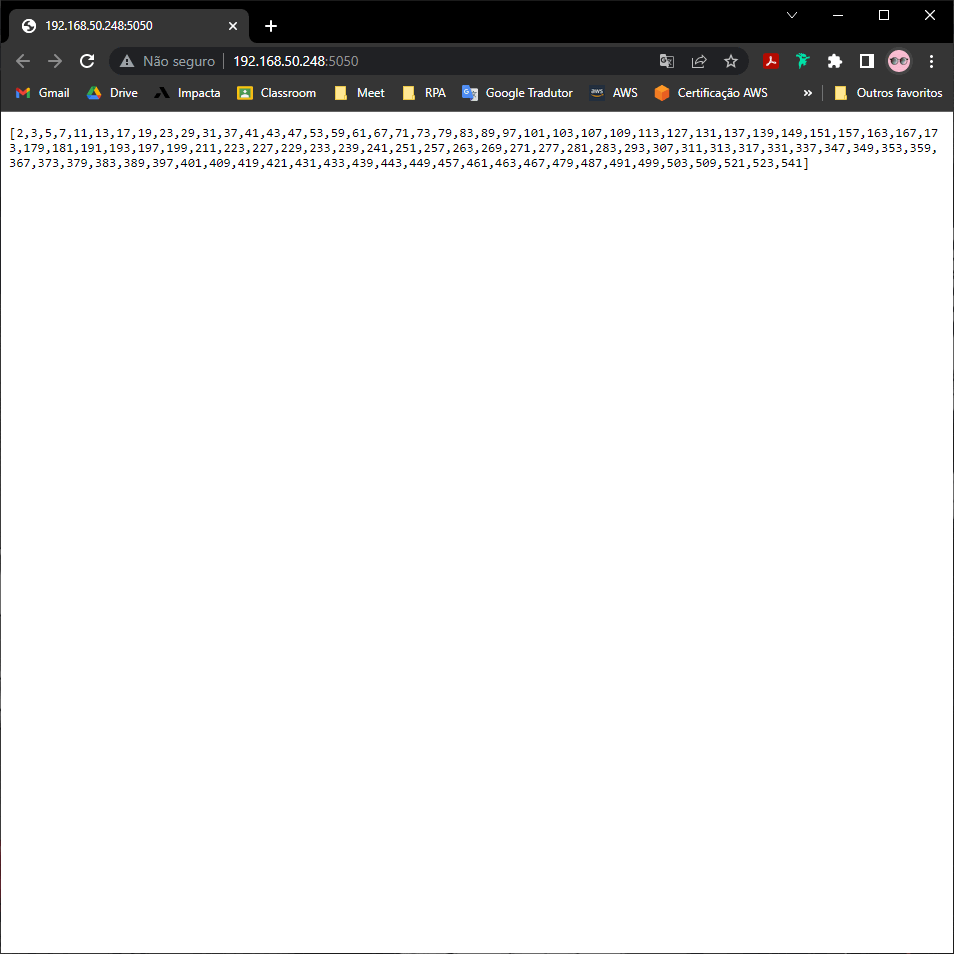 192.168.50.248:5050
Não seguro 192.168.50.248:5050
Gmail Drive Impacta Classroom Meet RPA Google Tradutor AWS Certificação AWS » Outros favoritos
[2,3,5,7,11,13,17,19,23,29,31,37,41,43,47,53,59,61,67,71,73,79,83,89,97,101,103,107,109,113,127,131,137,139,149,151,157,163,167,17
3,179,181,191,193,197,199,211,223,227,229,233,239,241,251,257,263,269,271,277,281,283,293,307,311,313,317,331,337,347,349,353,359,
367,373,379,383,389,397,401,409,419,421,431,433,439,443,449,457,461,463,467,479,487,491,499,503,509,521,523,541]